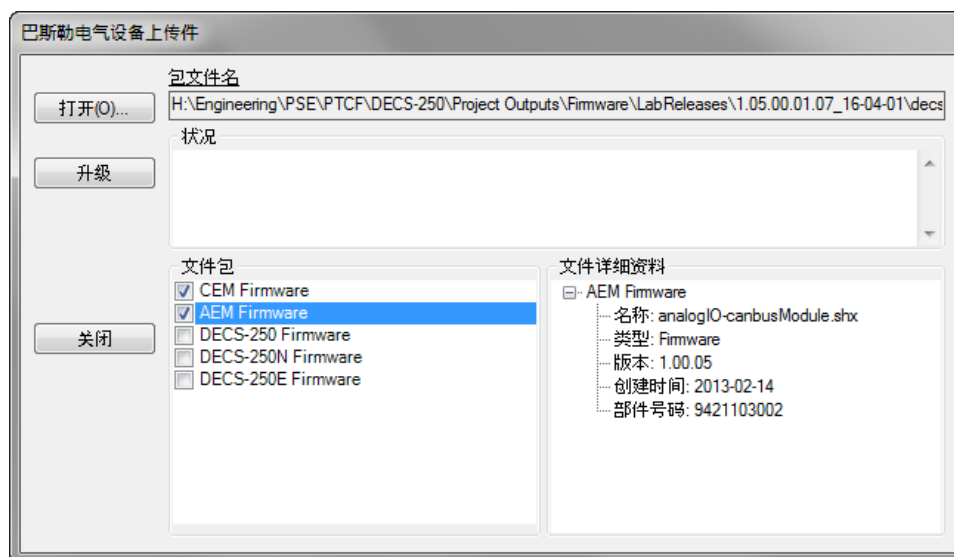 巴斯勒电气设备上传件
包文件名
打开(O)...
H:\Engineering\PSE\PTCF\DECS-250\Project Outputs\Firmware\LabReleases\1.05.00.01.07_16-04-01\decs
状况
升级
文件包
CEM Firmware
AEM Firmware
DECS-250 Firmware
DECS-250N Firmware
DECS-250E Firmware
关闭
文件详细资料
AEM Firmware
名称: analogIO-canbusModule.shx
类型: Firmware
版本: 1.00.05
创建时间: 2013-02-14
部件号码: 9421103002